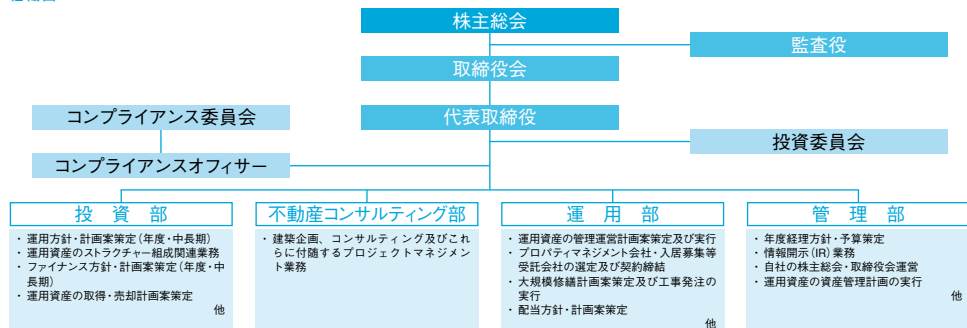 株主総会
監査役
取締役会
コンプライアンス委員会
代表取締役
投資委員会
コンプライアンスオフィサー
投 資 部
・ 運用方針・計画案策定（年度・中長期）
・ 運用資産のストラクチャー組成関連業務
・ ファイナンス方針・計画案策定（年度・中
長期）
・ 運用資産の取得・売却計画案策定
他
不動産コンサルティング部
・ 建築企画、コンサルティング及びこれ
らに付随するプロジェクトマネジメン
ト業務
運 用 部
・ 運用資産の管理運営計画案策定及び実行
・ プロパティマネジメント会社・入居募集等
受託会社の選定及び契約締結
・ 大規模修繕計画案策定及び工事発注の
実行
・ 配当方針・計画案策定
他
管 理 部
・ 年度経理方針・予算策定
・ 情報開示（IR）業務
・ 自社の株主総会・取締役会運営
・ 運用資産の資産管理計画の実行
他